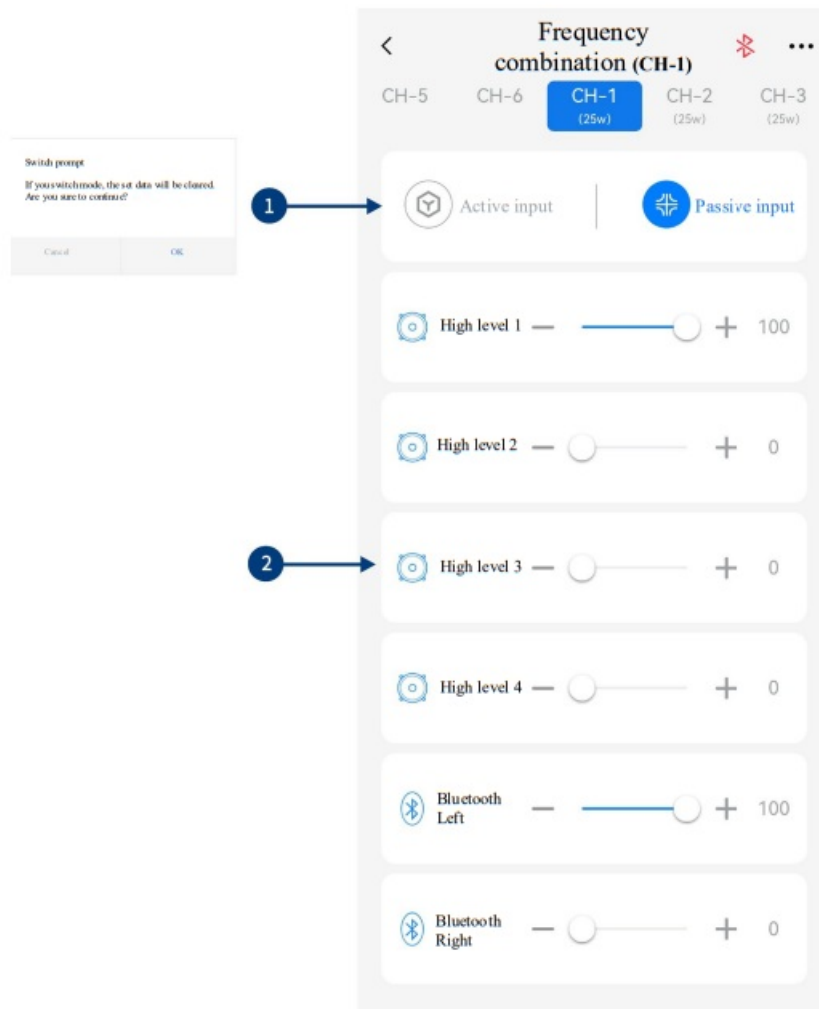 Frequency
combination (CH-1)
CH-5 CH-6 CH-1 CH-2 CH-3
(25w) (25w) (25w)
Switch prompt
If you switch mode, the set data will be cleared.
Are you sure to continue?
Cancel OK
1
Active input Passive input
High level 1 100
High level 2 0
2
High level 3 0
High level 4 0
Bluetooth
Left
100
Bluetooth
Right
0